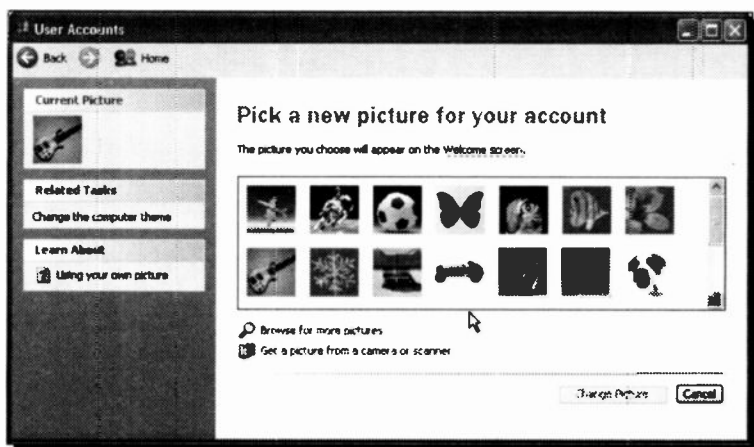 User Accounts
Back Home
Current Picture
Related Tasks
Change the computer theme
Learn About
Using your own picture
Pick a new picture for your account
The picture you choose will appear on the Welcome screen.
Browse for more pictures
Get a picture from a camera or scanner
Change Picture Cancel